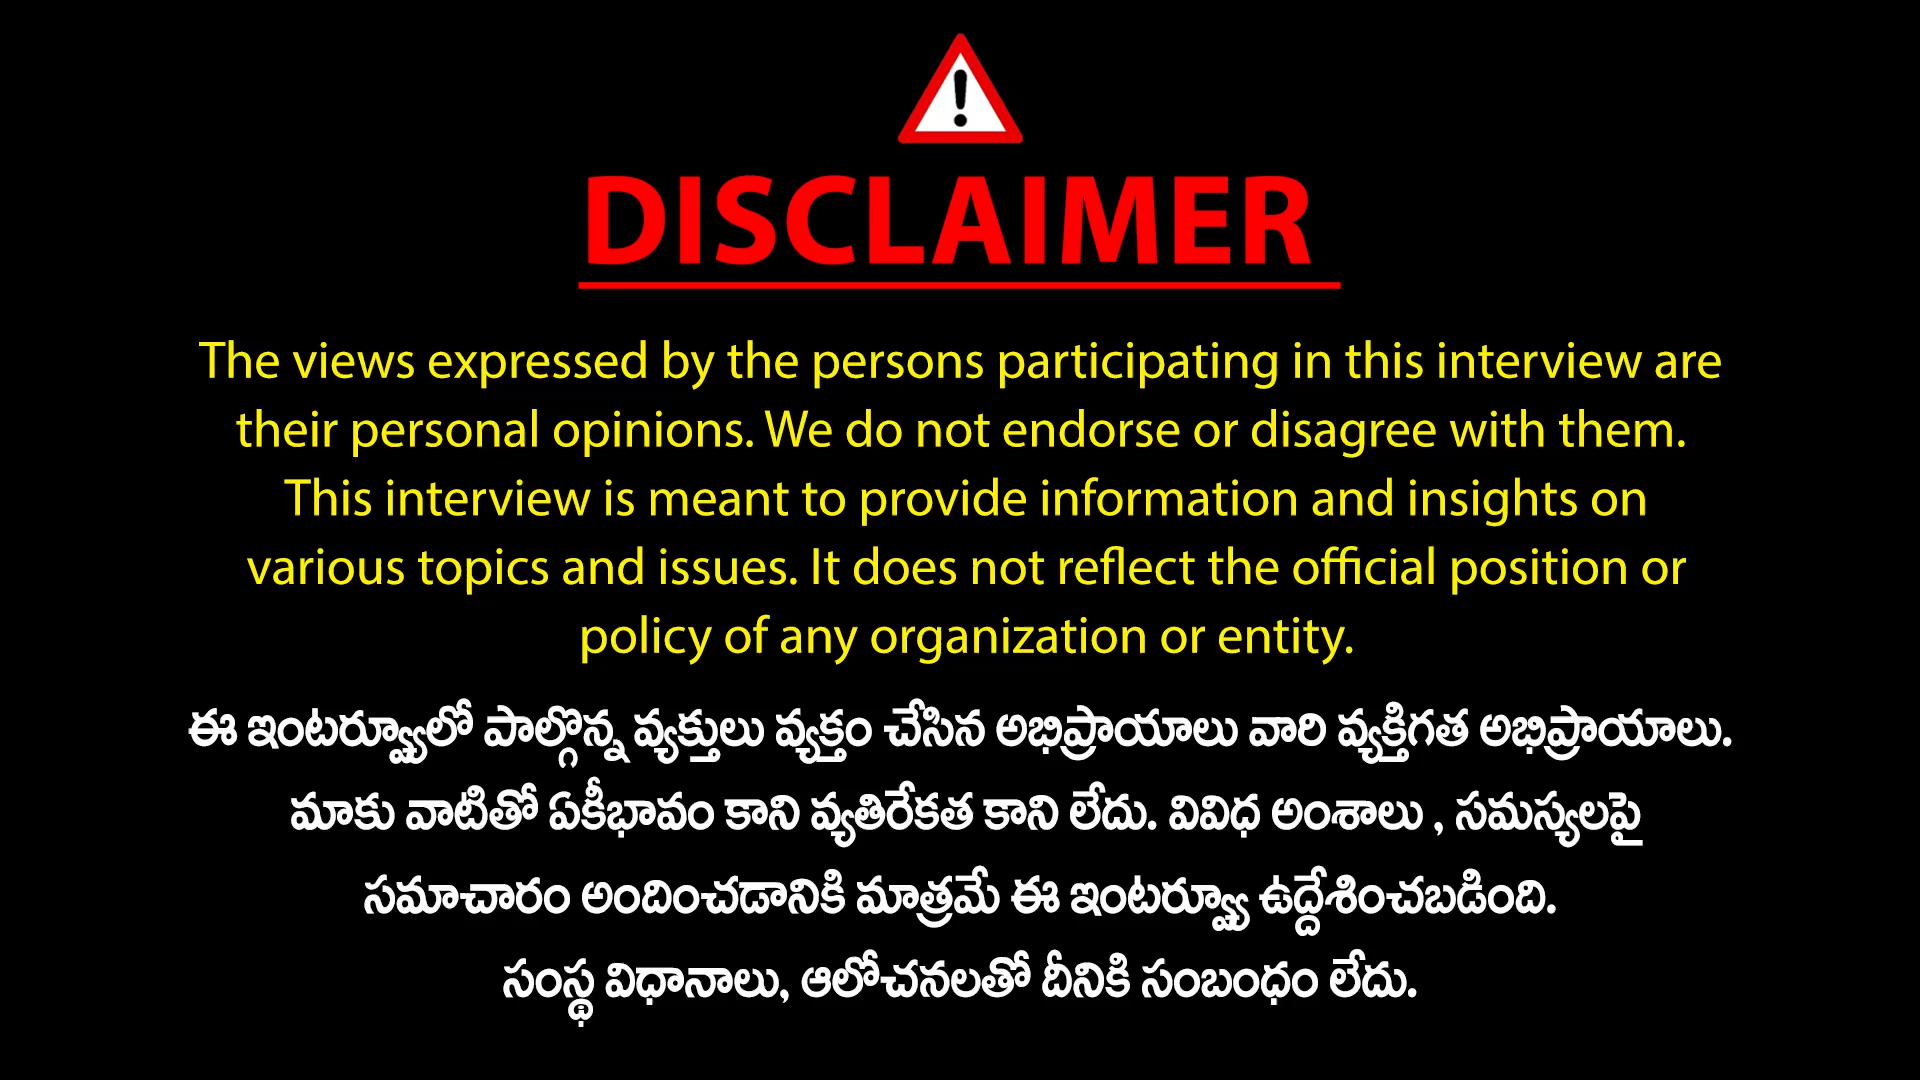 DISCLAIMER
The views expressed by the persons participating in this interview are
their personal opinions. We do not endorse or disagree with them.
This interview is meant to provide information and insights on
various topics and issues. It does not reflect the official position or
policy of any organization or entity.
ఈ ఇంటర్వ్యూలో పాల్గొన్న వ్యక్తులు వ్యక్తం చేసిన అభిప్రాయాలు వారి వ్యక్తిగత అభిప్రాయాలు.
మాకు వాటితో ఏకీభావం కాని వ్యతిరేకత కాని లేదు. వివిధ అంశాలు , సమస్యలపై
సమాచారం అందించడానికి మాత్రమే ఈ ఇంటర్వ్యూ ఉద్దేశించబడింది.
సంస్థ విధానాలు, ఆలోచనలతో దీనికి సంబంధం లేదు.